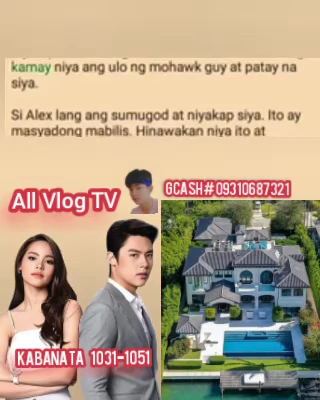 kamay niya ang ulo ng mohawk guy at patay na
siya.
Si Alex lang ang sumugod at niyakap siya. Ito ay
masyadong mabilis. Hinawakan niya ito at
All Vlog TV
GCASH#09310687321
KABANATA 1031-1051